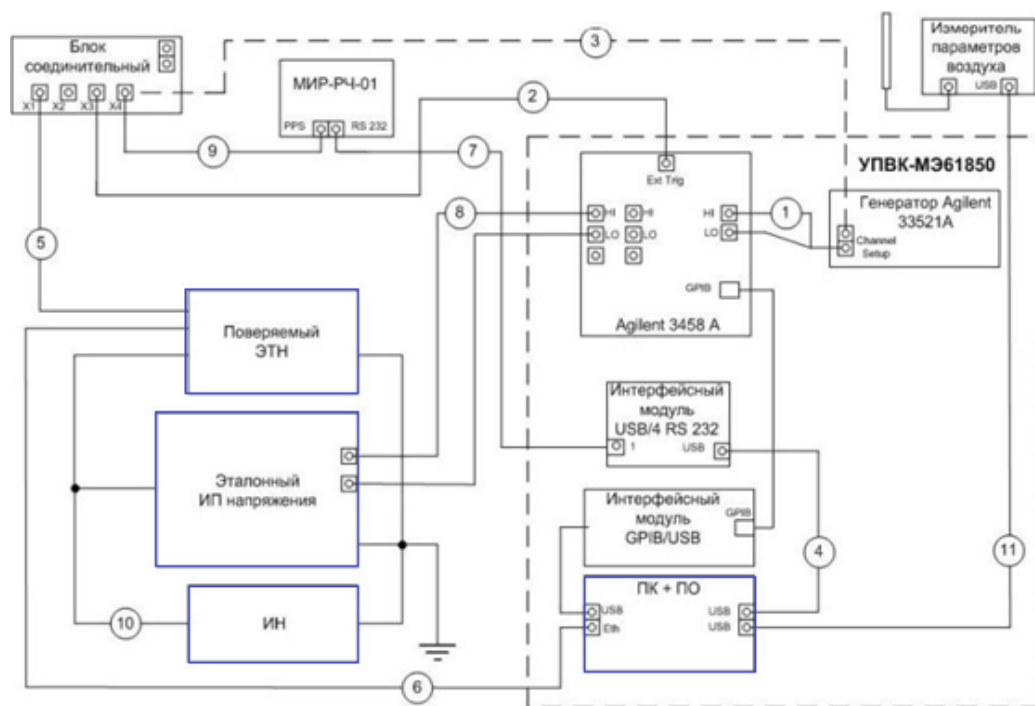 Блок
соединительный
X1
X2
X3
X4
3
Измеритель
параметров
воздуха
USB
МИР-РЧ-01
PPS
RS 232
2
9
7
УПВК-МЭ61850
Ext Trig
HI
HI
HI
LO
LO
LO
1
Генератор Agilent
33521A
Channel
Setup
8
5
GPIB
Agilent 3458 A
Поверяемый
ЭТН
Интерфейсный
модуль
USB/4 RS 232
1
USB
Эталонный
ИП напряжения
Интерфейсный
модуль
GPIB/USB
GPIB
4
11
ПК + ПО
USB
Eth
USB
USB
10
ИН
6